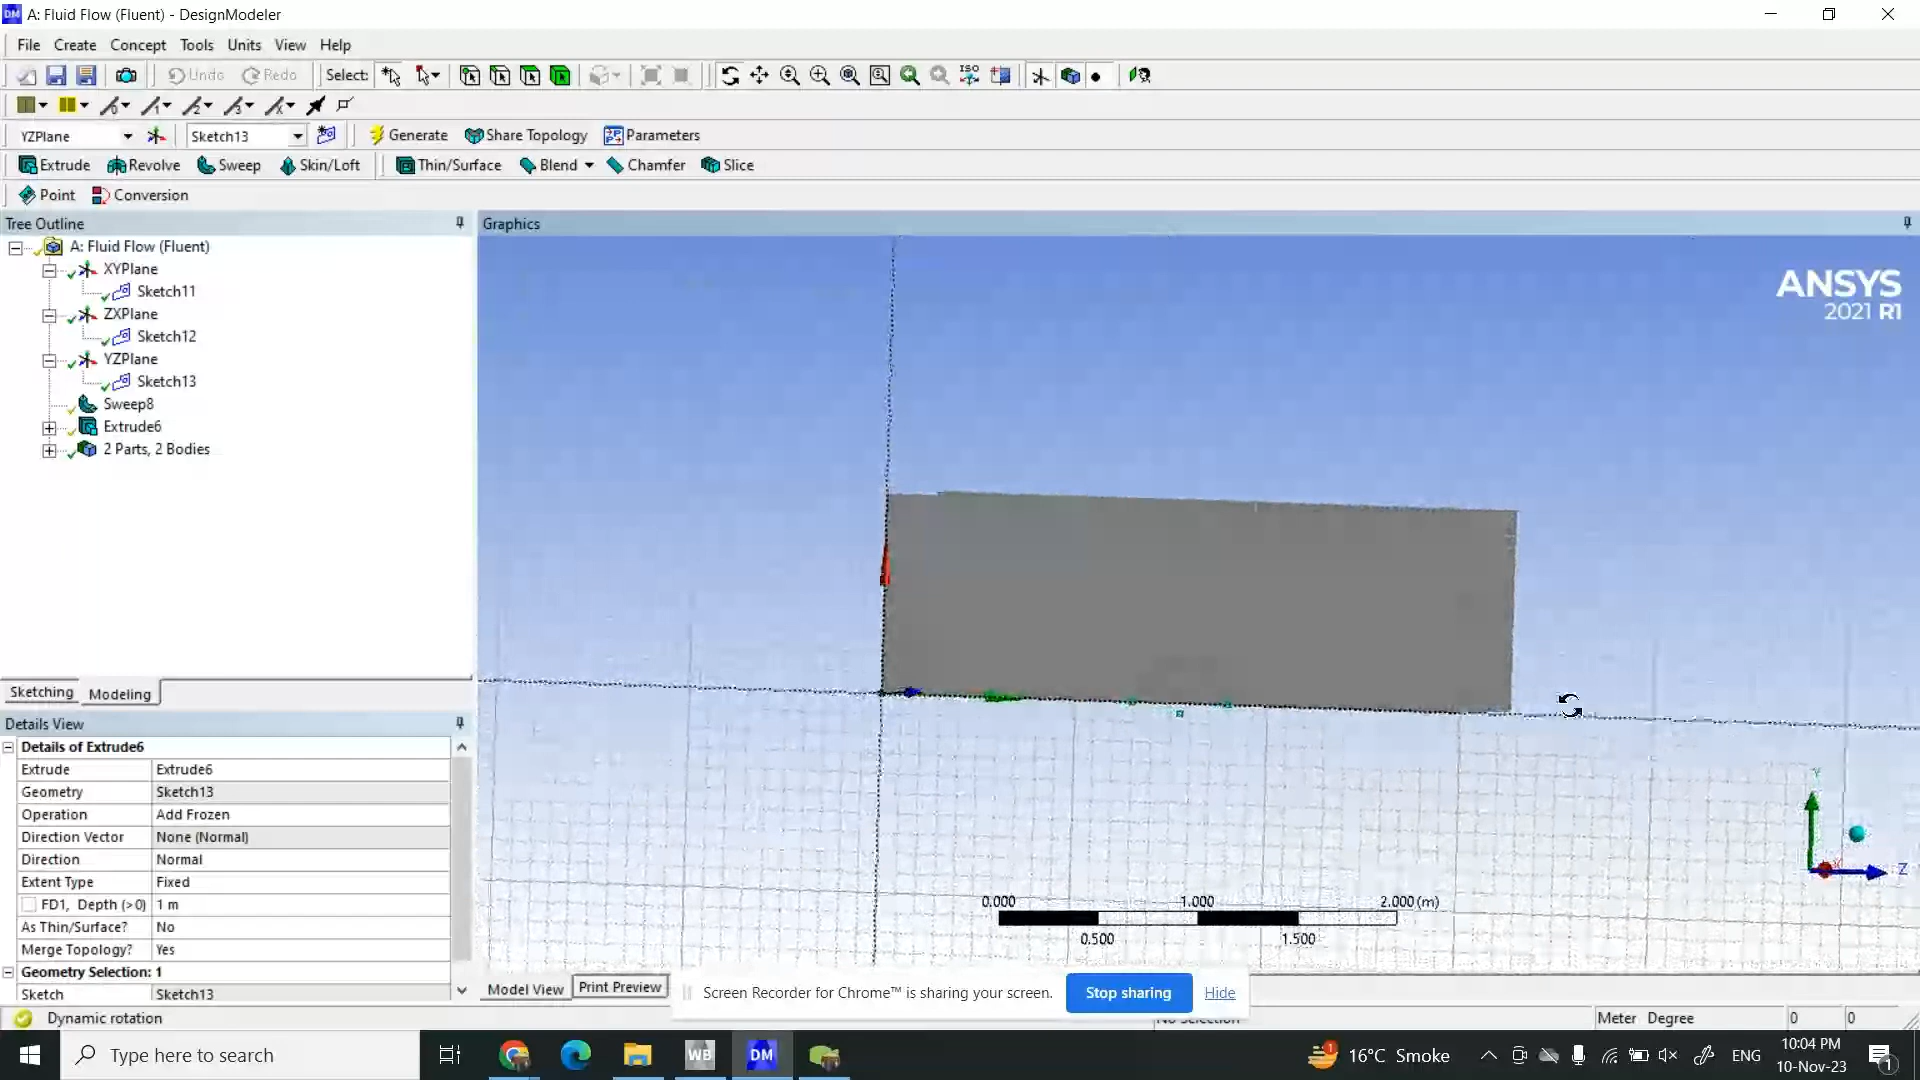 A: Fluid Flow (Fluent) - DesignModeler
File Create Concept Tools Units View Help
Undo Redo Select: ISO
YZPlane Sketch13 Generate Share Topology Parameters
Extrude Revolve Sweep Skin/Loft Thin/Surface Blend Chamfer Slice
Point Conversion
Tree Outline
Graphics
A: Fluid Flow (Fluent)
XYPlane
Sketch11
ZXPlane
Sketch12
YZPlane
Sketch13
Sweep8
Extrude6
2 Parts, 2 Bodies
ANSYS
2021 R1
Sketching Modeling
Details View
Details of Extrude6
Extrude Extrude6
Geometry Sketch13
Operation Add Frozen
Direction Vector None (Normal)
Direction Normal
Extent Type Fixed
FD1, Depth (>0) 1 m
As Thin/Surface? No
Merge Topology? Yes
Geometry Selection: 1
Sketch Sketch13
Y
X
Z
0.000 1.000 2.000 (m)
0.500 1.500
Model View Print Preview
Screen Recorder for Chrome™ is sharing your screen. Stop sharing Hide
Dynamic rotation
No Selection
Meter Degree 0 0
Type here to search
WB DM
1
16°C Smoke
ENG
10:04 PM
10-Nov-23
1